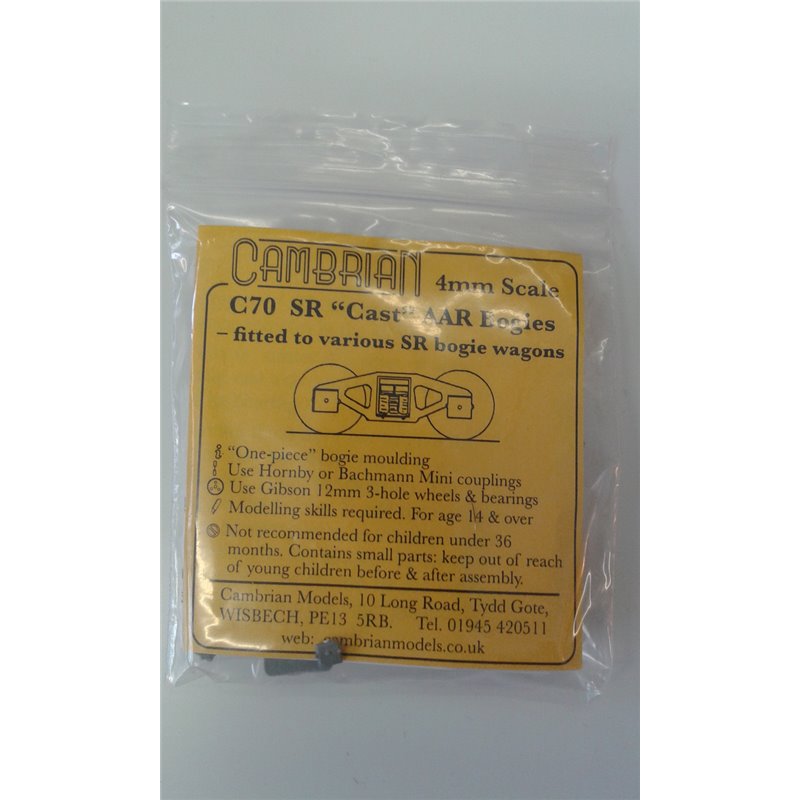 CAMBRIAN 4mm Scale
C70 SR “Cast” AAR Bogies
– fitted to various SR bogie wagons
“One-piece” bogie moulding
Use Hornby or Bachmann Mini couplings
Use Gibson 12mm 3-hole wheels & bearings
Modelling skills required. For age 14 & over
Not recommended for children under 36
months. Contains small parts: keep out of reach
of young children before & after assembly.
Cambrian Models, 10 Long Road, Tydd Gote,
WISBECH, PE13 5RB. Tel. 01945 420511
web: cambrianmodels.co.uk